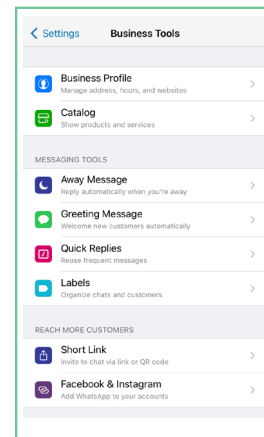 Settings
Business Tools
Business Profile
Manage address, hours, and websites
Catalog
Show products and services
MESSAGING TOOLS
Away Message
Reply automatically when you're away
Greeting Message
Welcome new customers automatically
Quick Replies
Reuse frequent messages
Labels
Organize chats and customers
REACH MORE CUSTOMERS
Short Link
Invite to chat via link or QR code
Facebook & Instagram
Add WhatsApp to your accounts